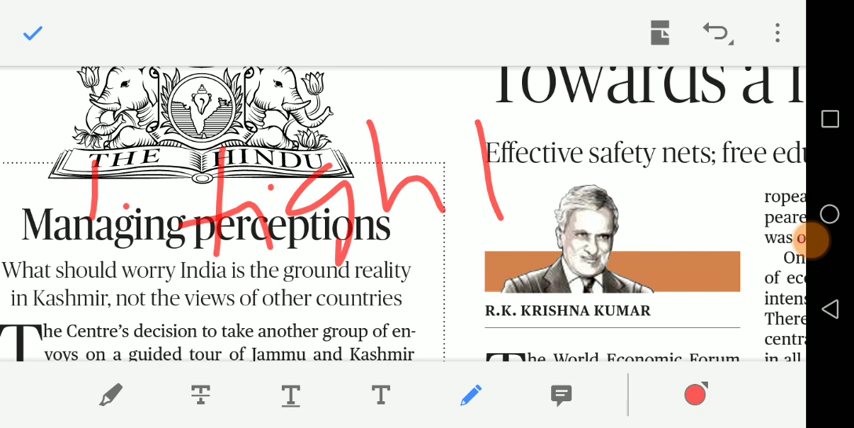 Towards a
THE HINDU
Effective safety nets; free edu
Managing perceptions
What should worry India is the ground reality
in Kashmir, not the views of other countries
The Centre's decision to take another group of en-
voys on a guided tour of Jammu and Kashmir
R.K. KRISHNA KUMAR
The World Economic Forum
ropea
peare
was o
On
of eco
intens
There
centra
in all